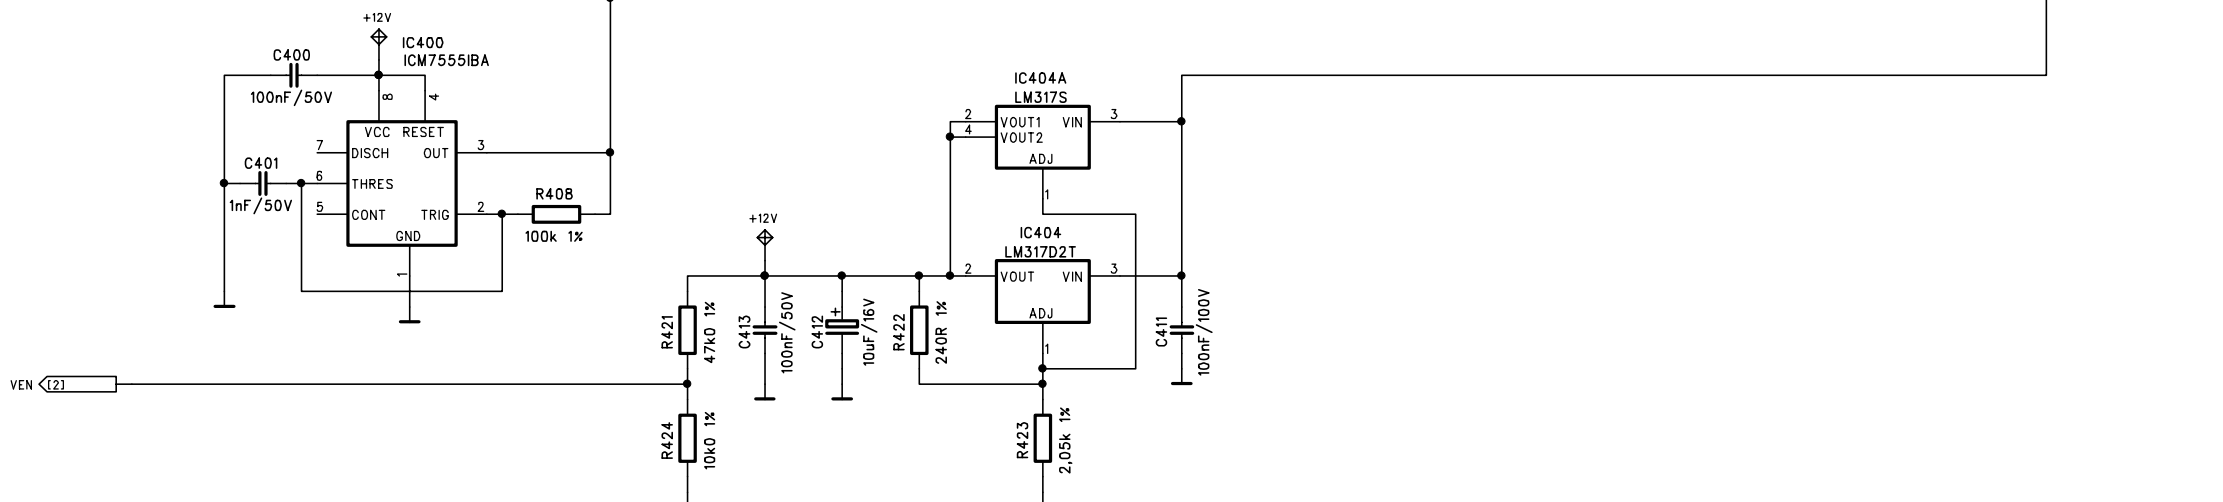 +12V
IC400
ICM7555IBA
C400
100nF/50V
8
4
VCC RESET
7
DISCH
OUT
3
C401
1nF/50V
6
THRES
5
CONT
TRIG
2
GND
1
R408
100k 1%
IC404A
LM317S
2
VOUT1
VIN
3
4
VOUT2
ADJ
1
+12V
IC404
LM317D2T
2
VOUT
VIN
3
ADJ
1
R421
47k0 1%
C413
100nF/50V
C412
+
10uF/16V
R422
240R 1%
C411
100nF/100V
VEN
[2]
R424
10k0 1%
R423
2,05k 1%